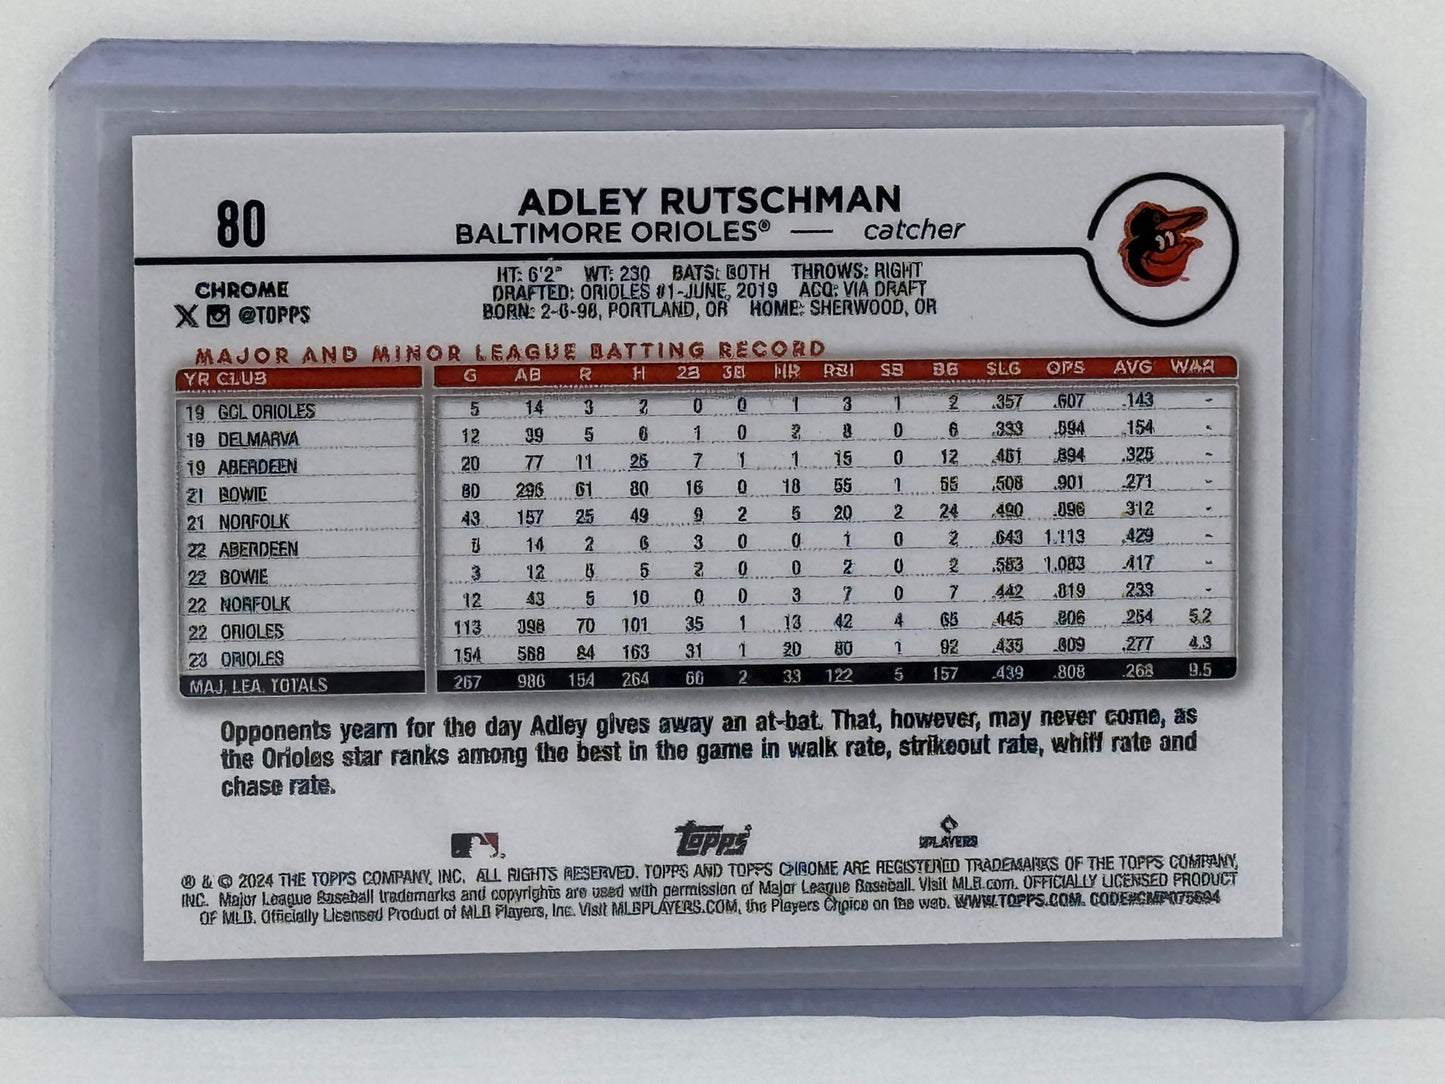 80
ADLEY RUTSCHMAN
BALTIMORE ORIOLES® — catcher
CHROME
@TOPPS
HT: 6'2" WT: 230 BATS: BOTH THROWS: RIGHT
DRAFTED: ORIOLES #1-JUNE, 2019 ACQ: VIA DRAFT
BORN: 2-6-98, PORTLAND, OR HOME: SHERWOOD, OR
MAJOR AND MINOR LEAGUE BATTING RECORD
YR CLUB G AB R H 2B 3B HR RBI SB BB SLG OPS AVG WAR
19 GCL ORIOLES 5 14 3 2 0 0 1 3 1 2 .357 .607 .143 -
19 DELMARVA 12 39 5 6 1 0 2 8 0 6 .333 .594 .154 -
19 ABERDEEN 20 77 11 25 7 1 1 15 0 12 .481 .894 .325 -
21 BOWIE 80 295 61 80 16 0 18 55 1 55 .508 .901 .271 -
21 NORFOLK 43 157 25 49 9 2 5 20 2 24 .490 .896 .312 -
22 ABERDEEN 14 2 6 3 0 0 1 0 2 .643 1.113 .429 -
22 BOWIE 3 12 5 2 0 0 2 0 2 .583 1.083 .417 -
22 NORFOLK 12 43 5 10 0 0 3 7 0 7 .442 .819 .233 -
22 ORIOLES 113 398 70 101 35 1 13 42 4 65 .445 .806 .254 5.2
23 ORIOLES 154 588 84 163 31 1 20 80 1 92 .435 .809 .277 4.3
MAJ. LEA. TOTALS 267 986 154 264 66 2 33 122 5 157 .439 .808 .268 9.5
Opponents yearn for the day Adley gives away an at-bat. That, however, may never come, as
the Orioles star ranks among the best in the game in walk rate, strikeout rate, whiff rate and
chase rate.
topps
PLAYERS
® & © 2024 THE TOPPS COMPANY, INC. ALL RIGHTS RESERVED. TOPPS AND TOPPS CHROME ARE REGISTERED TRADEMARKS OF THE TOPPS COMPANY,
INC. Major League Baseball trademarks and copyrights are used with permission of Major League Baseball. Visit MLB.com. OFFICIALLY LICENSED PRODUCT
OF MLB. Officially Licensed Product of MLB Players, Inc. Visit MLBPLAYERS.COM, the Players Choice on the web. WWW.TOPPS.COM. CODE#CMP075694